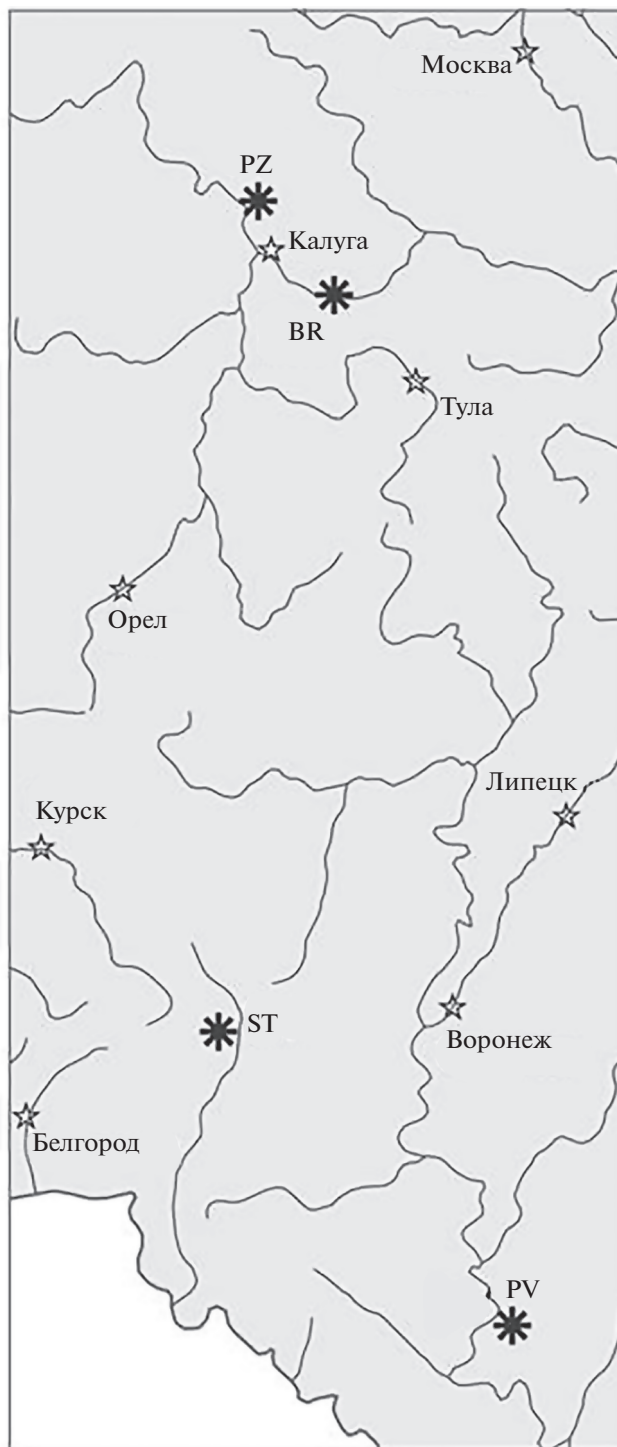 Москва
PZ
Калуга
BR
Тула
Орел
Липецк
Курск
ST
Воронеж
Белгород
PV